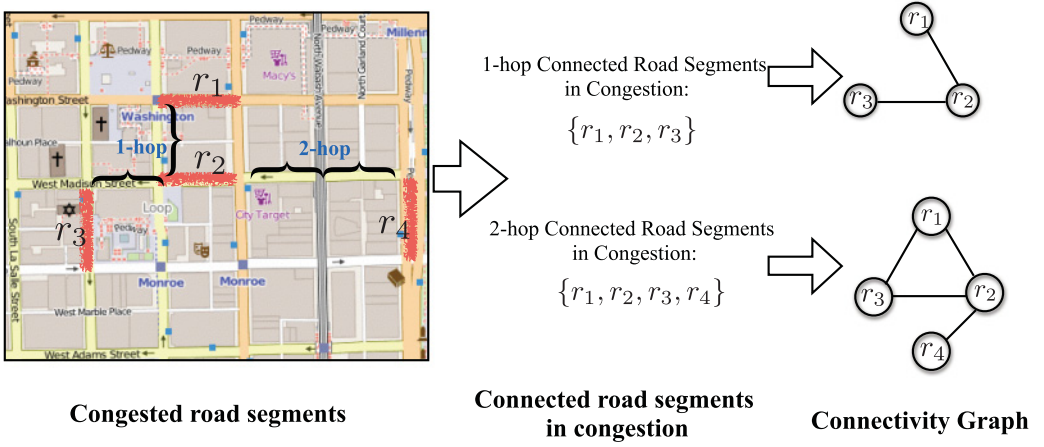 Pedway
Pedway
Pedway
Millenn
Pedway
Macy's
North Wabash Avenue
North Garland Court
Pedway
r1
ashington Street
Washington
1-hop
2-hop
alhoun Place
r2
West Madison Street
Loop
City Target
r3
Pedway
r4
South La Salle Street
Monroe
Monroe
West Marble Place
West Adams Street
Congested road segments
1-hop Connected Road Segments
in Congestion:
{r1, r2, r3}
2-hop Connected Road Segments
in Congestion:
{r1, r2, r3, r4}
Connected road segments
in congestion
r1
r3
r2
r1
r3
r2
r4
Connectivity Graph